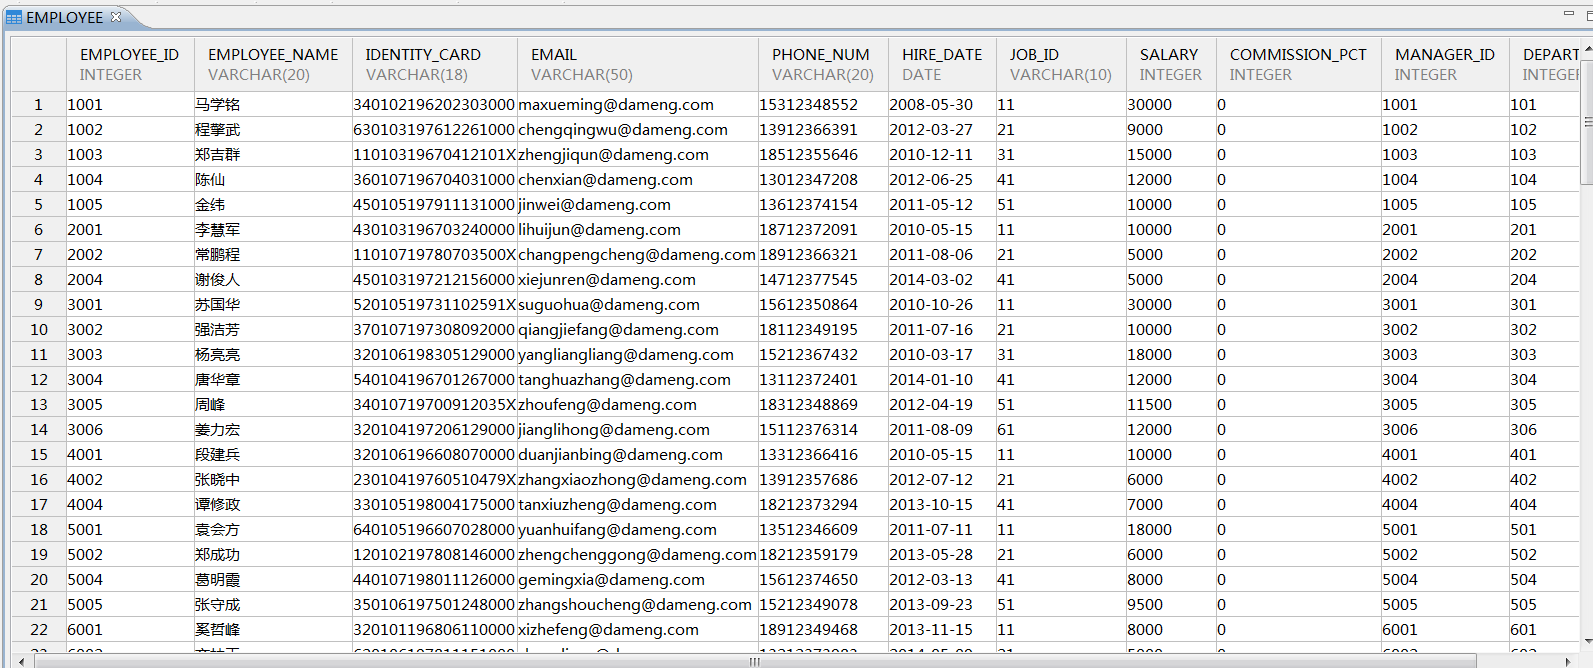 EMPLOYEE
EMPLOYEE_ID EMPLOYEE_NAME IDENTITY_CARD EMAIL PHONE_NUM HIRE_DATE JOB_ID SALARY COMMISSION_PCT MANAGER_ID DEPART
INTEGER VARCHAR(20) VARCHAR(18) VARCHAR(50) VARCHAR(20) DATE VARCHAR(10) INTEGER INTEGER INTEGER INTEGER
1 1001 马学铭 340102196202303000 maxueming@dameng.com 15312348552 2008-05-30 11 30000 0 1001 101
2 1002 程擎武 630103197612261000 chengqingwu@dameng.com 13912366391 2012-03-27 21 9000 0 1002 102
3 1003 郑吉群 11010319670412101X zhengjiqun@dameng.com 18512355646 2010-12-11 31 15000 0 1003 103
4 1004 陈仙 360107196704031000 chenxian@dameng.com 13012347208 2012-06-25 41 12000 0 1004 104
5 1005 金纬 450105197911131000 jinwei@dameng.com 13612374154 2011-05-12 51 10000 0 1005 105
6 2001 李慧军 430103196703240000 lihuijun@dameng.com 18712372091 2010-05-15 11 10000 0 2001 201
7 2002 常鹏程 11010719780703500X changpengcheng@dameng.com 18912366321 2011-08-06 21 5000 0 2002 202
8 2004 谢俊人 450103197212156000 xiejunren@dameng.com 14712377545 2014-03-02 41 5000 0 2004 204
9 3001 苏国华 52010519731102591X suguohua@dameng.com 15612350864 2010-10-26 11 30000 0 3001 301
10 3002 强洁芳 370107197308092000 qiangjiefang@dameng.com 18112349195 2011-07-16 21 10000 0 3002 302
11 3003 杨亮亮 320106198305129000 yangliangliang@dameng.com 15212367432 2010-03-17 31 18000 0 3003 303
12 3004 唐华章 540104196701267000 tanghuazhang@dameng.com 13112372401 2014-01-10 41 12000 0 3004 304
13 3005 周峰 34010719700912035X zhoufeng@dameng.com 18312348869 2012-04-19 51 11500 0 3005 305
14 3006 姜力宏 320104197206129000 jianglihong@dameng.com 15112376314 2011-08-09 61 12000 0 3006 306
15 4001 段建兵 320106196608070000 duanjianbing@dameng.com 13312366416 2010-05-15 11 10000 0 4001 401
16 4002 张晓中 23010419760510479X zhangxiaozhong@dameng.com 13912357686 2012-07-12 21 6000 0 4002 402
17 4004 谭修政 330105198004175000 tanxiuzheng@dameng.com 18212373294 2013-10-15 41 7000 0 4004 404
18 5001 袁会方 640105196607028000 yuanhuifang@dameng.com 13512346609 2011-07-11 11 18000 0 5001 501
19 5002 郑成功 120102197808146000 zhengchenggong@dameng.com 18212359179 2013-05-28 21 6000 0 5002 502
20 5004 葛明霞 440107198011126000 gemingxia@dameng.com 15612374650 2012-03-13 41 8000 0 5004 504
21 5005 张守成 350106197501248000 zhangshoucheng@dameng.com 15212349078 2013-09-23 51 9500 0 5005 505
22 6001 奚哲峰 320101196806110000 xizhefeng@dameng.com 18912349468 2013-11-15 11 8000 0 6001 601